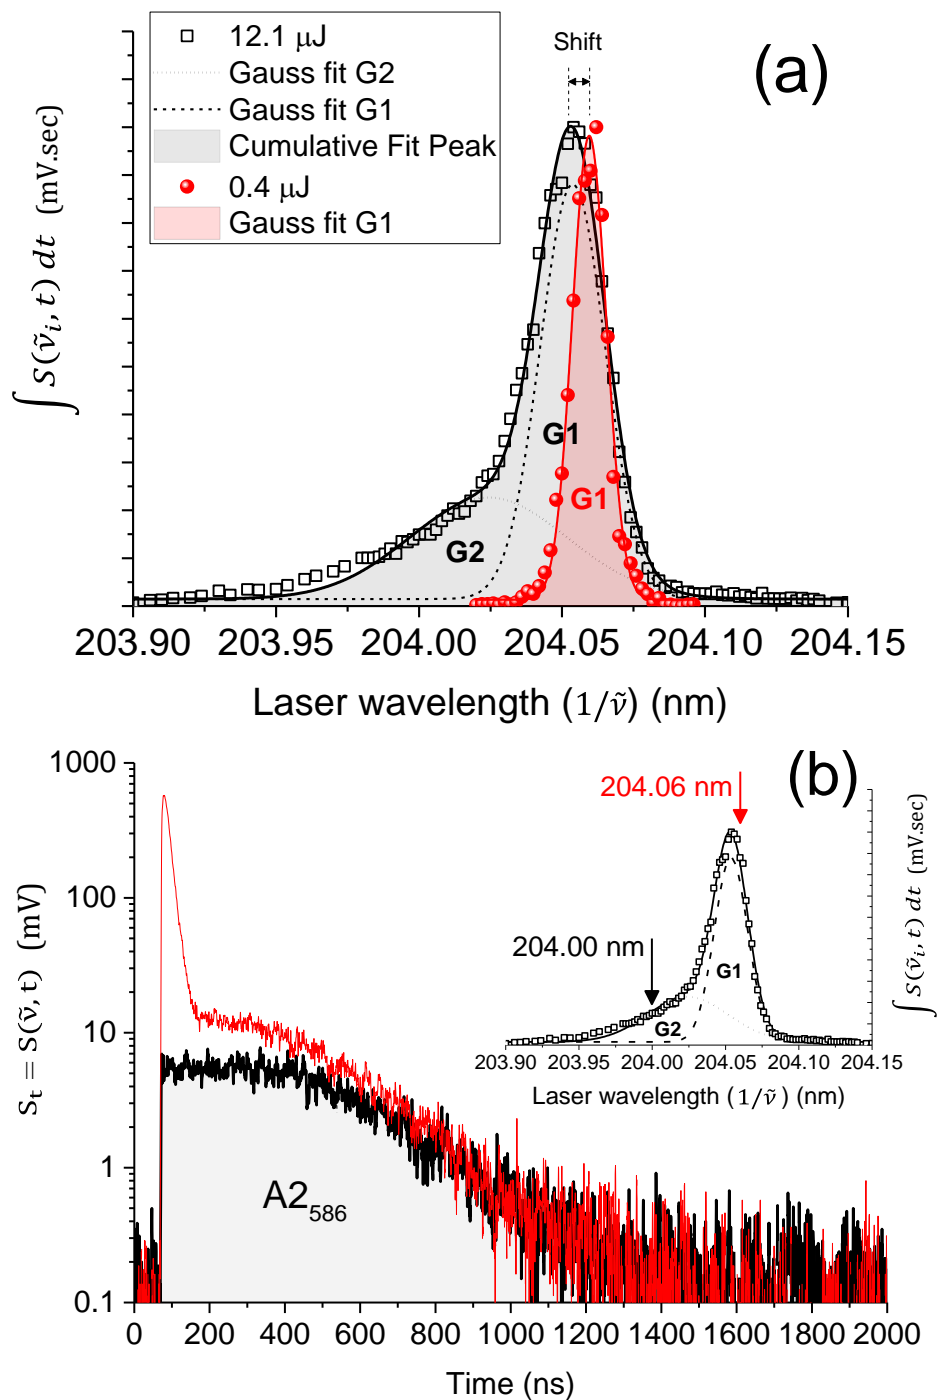 12.1 μJ
Gauss fit G2
Gauss fit G1
Cumulative Fit Peak
0.4 μJ
Gauss fit G1
Shift
(a)
∫ S(ṽᵢ, t) dt (mV.sec)
G1
G1
G2
203.90 203.95 204.00 204.05 204.10 204.15
Laser wavelength (1/ṽ) (nm)
(b)
1000
100
10
1
0.1
Sₜ = S(ṽ, t) (mV)
204.06 nm
204.00 nm
G1
G2
∫ S(ṽᵢ, t) dt (mV.sec)
203.90 203.95 204.00 204.05 204.10 204.15
Laser wavelength (1/ṽ) (nm)
A2₅₈₆
0 200 400 600 800 1000 1200 1400 1600 1800 2000
Time (ns)